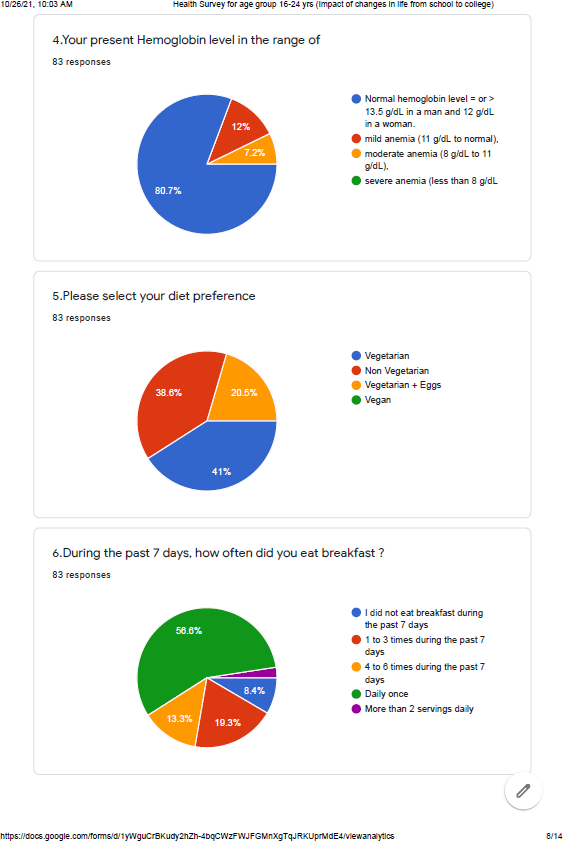 10/26/21, 10:03 AM Health Survey for age group 16-24 yrs (Impact of changes in life from school to college)
4.Your present Hemoglobin level in the range of
83 responses
Normal hemoglobin level = or >
13.5 g/dL in a man and 12 g/dL
in a woman.
mild anemia (11 g/dL to normal),
moderate anemia (8 g/dL to 11
g/dL),
severe anemia (less than 8 g/dL
12%
7.2%
80.7%
5.Please select your diet preference
83 responses
Vegetarian
Non Vegetarian
Vegetarian + Eggs
Vegan
38.6%
20.5%
41%
6.During the past 7 days, how often did you eat breakfast ?
83 responses
I did not eat breakfast during
the past 7 days
1 to 3 times during the past 7
days
4 to 6 times during the past 7
days
Daily once
More than 2 servings daily
56.6%
8.4%
13.3%
19.3%
https://docs.google.com/forms/d/1yWguCrBKudy2hZh-4bqCWzFWJFGMnXgTqJRKUprMdE4/viewanalytics 8/14